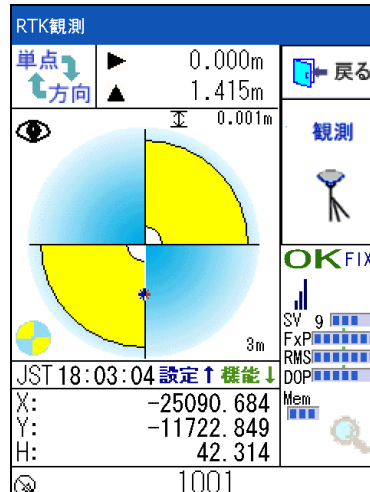 RTK観測
単点 ▶ 0.000m
方向 ▲ 1.415m
戻る
0.001m
観測
OK FIX
SV 9
FxP
RMS
DOP
3m
JST 18:03:04 設定↑ 機能↓
Mem
X: -25090.684
Y: -11722.849
H: 42.314
1001